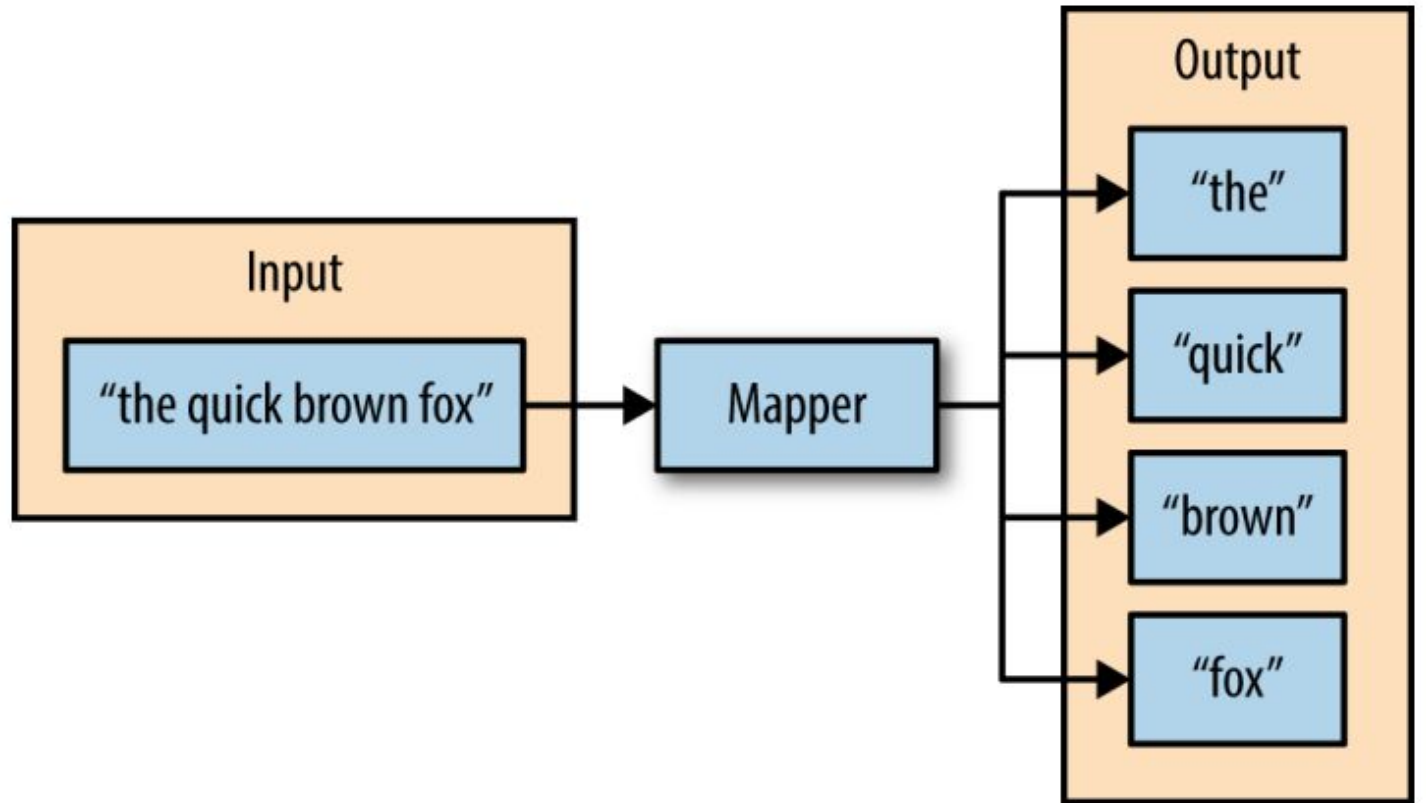 Input
“the quick brown fox”
Mapper
Output
“the”
“quick”
“brown”
“fox”